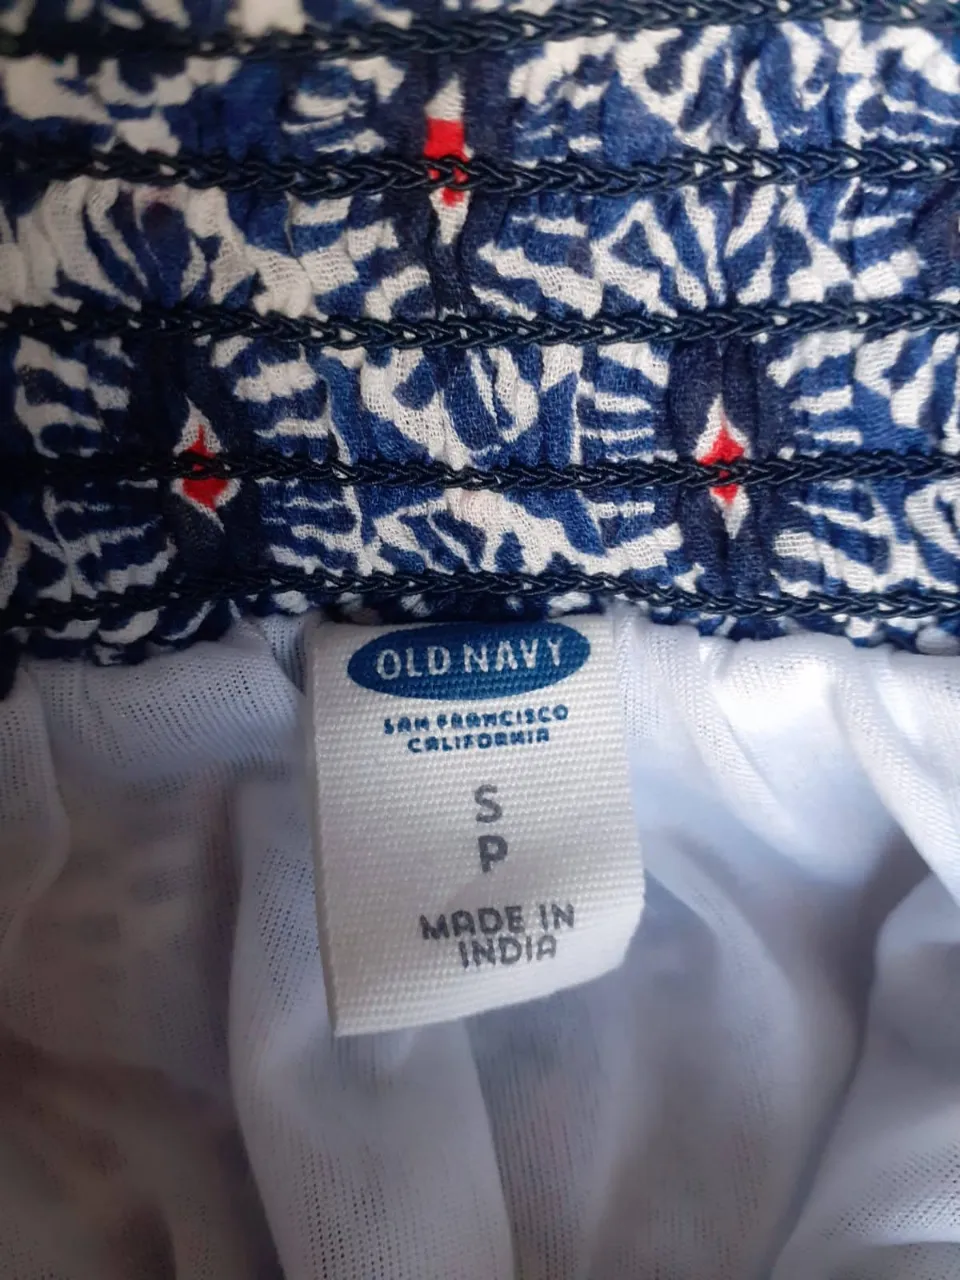 OLD NAVY
SAN FRANCISCO
CALIFORNIA
S
P
MADE IN
INDIA